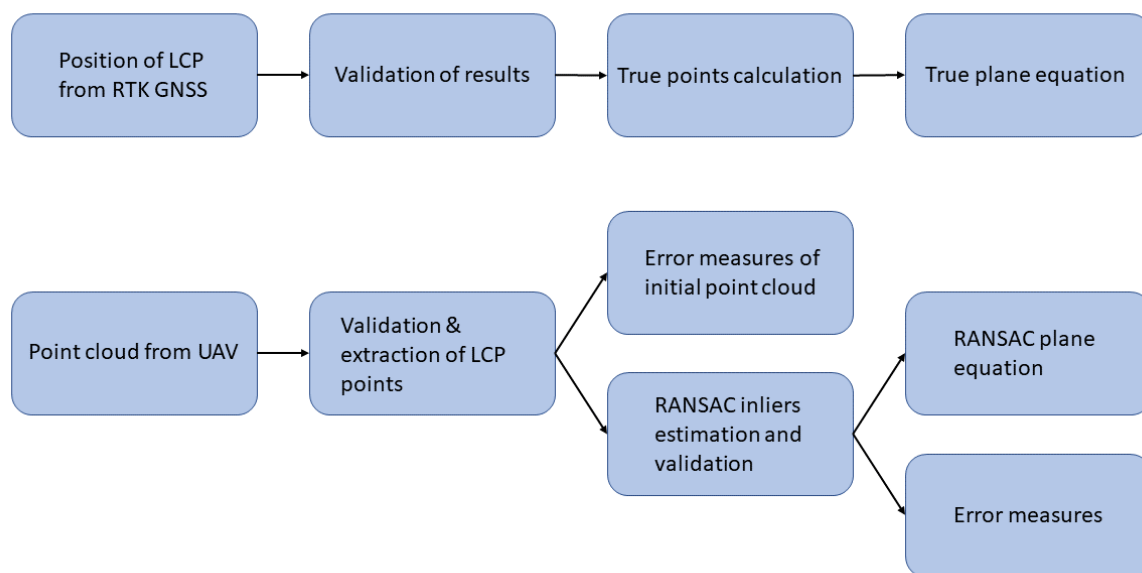 Position of LCP
from RTK GNSS
Validation of results
True points calculation
True plane equation
Point cloud from UAV
Validation &
extraction of LCP
points
Error measures of
initial point cloud
RANSAC inliers
estimation and
validation
RANSAC plane
equation
Error measures